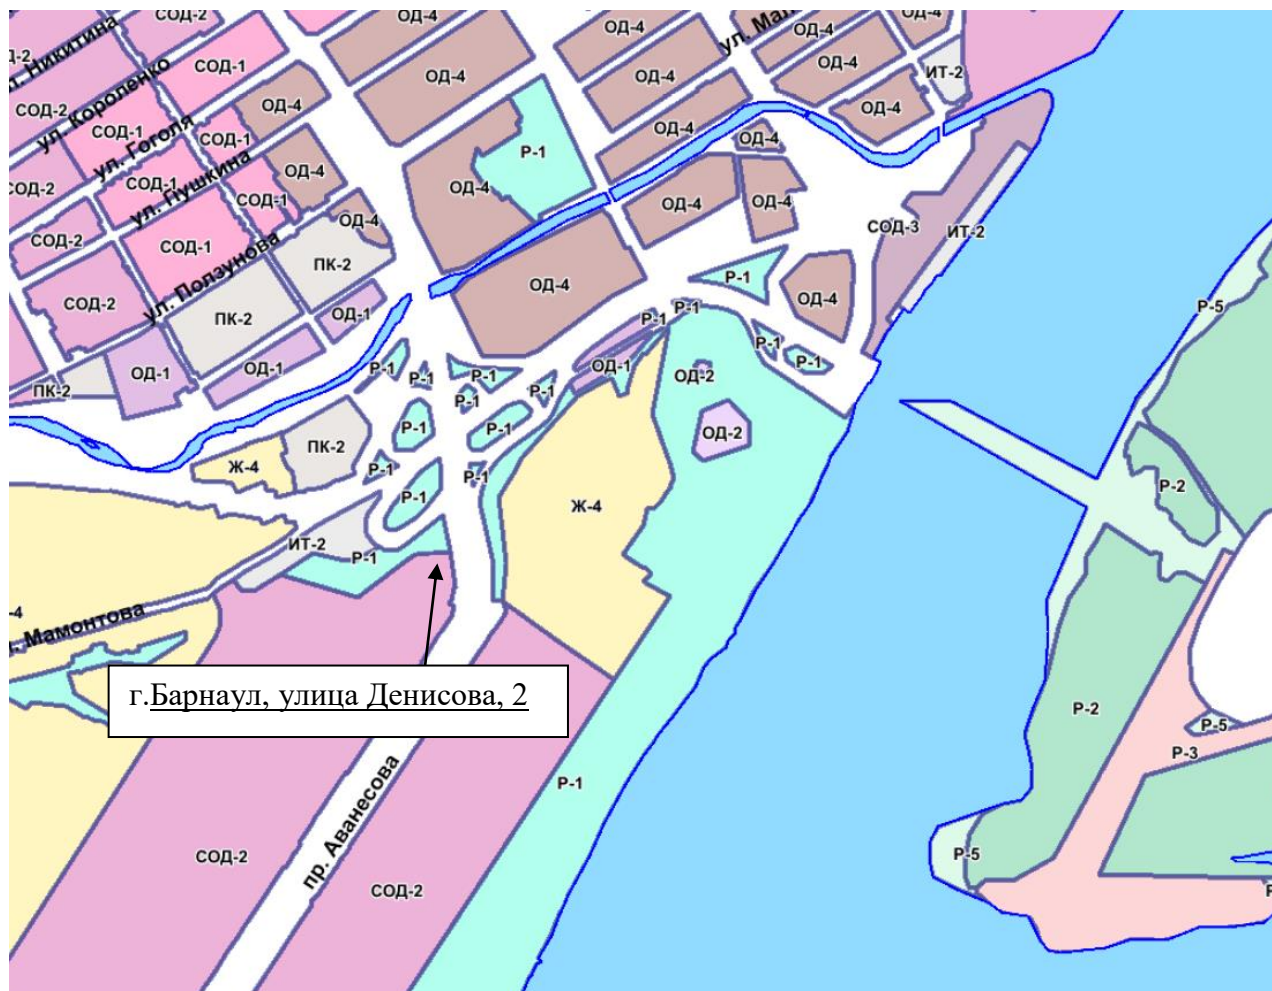 СОД-2
ОД-4
ОД-4
ОД-4
ОД-4
ул. Никитина
СОД-1
ОД-4
ОД-4
ОД-4
ИТ-2
СОД-2
ул. Короленко
СОД-1
ОД-4
ОД-4
ОД-4
СОД-1
ОД-4
Р-1
ул. Гоголя
СОД-2
СОД-1
ОД-4
ОД-4
ул. Пушкина
СОД-1
ОД-4
ОД-4
СОД-2
СОД-1
ОД-4
СОД-3
ИТ-2
ул. Ползунова
ПК-2
Р-1
СОД-2
ОД-4
ОД-4
Р-5
ПК-2
ОД-1
Р-1
Р-1
Р-1
Р-1
ОД-1
ОД-1
Р-1
Р-1
Р-1
ОД-1
ОД-2
ПК-2
Р-1
Р-1
Р-1
Р-1
ОД-2
ПК-2
Ж-4
Р-1
Р-1
Р-2
Р-1
Ж-4
ИТ-2
Р-1
-4
. Мамонтова
г.Барнаул, улица Денисова, 2
Р-2
Р-5
Р-3
Р-1
пр. Аванесова
СОД-2
СОД-2
Р-5